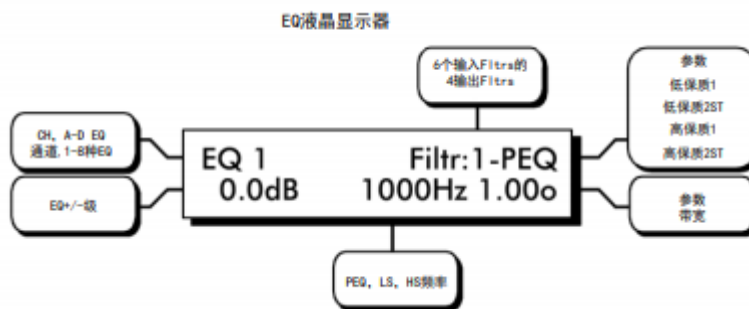 EQ液晶显示器
6个输入Fltrs的
4输出Fltrs
参数
低保质1
低保质2ST
高保质1
高保质2ST
CH, A-D EQ
通道,1-8种EQ
EQ 1 Filtr:1-PEQ
0.0dB 1000Hz 1.00o
EQ+/-级
参数
带宽
PEQ, LS, HS频率